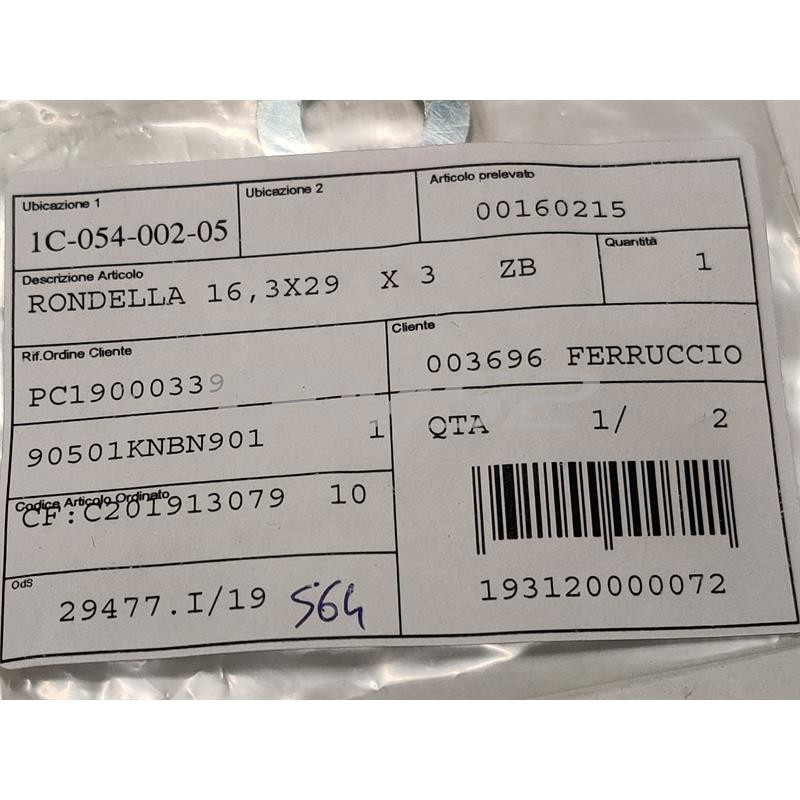 Ubicazione 1
1C-054-002-05
Ubicazione 2
Articolo prelevato
00160215
Descrizione Articolo
RONDELLA 16,3X29 X 3 ZB
Quantità
1
Rif.Ordine Cliente
PC19000339
Cliente
003696 FERRUCCIO
90501KNBN901 1
QTA 1/ 2
Codice Articolo Ordinato
CF:C201913079 10
OdS
29477.I/19 564
193120000072